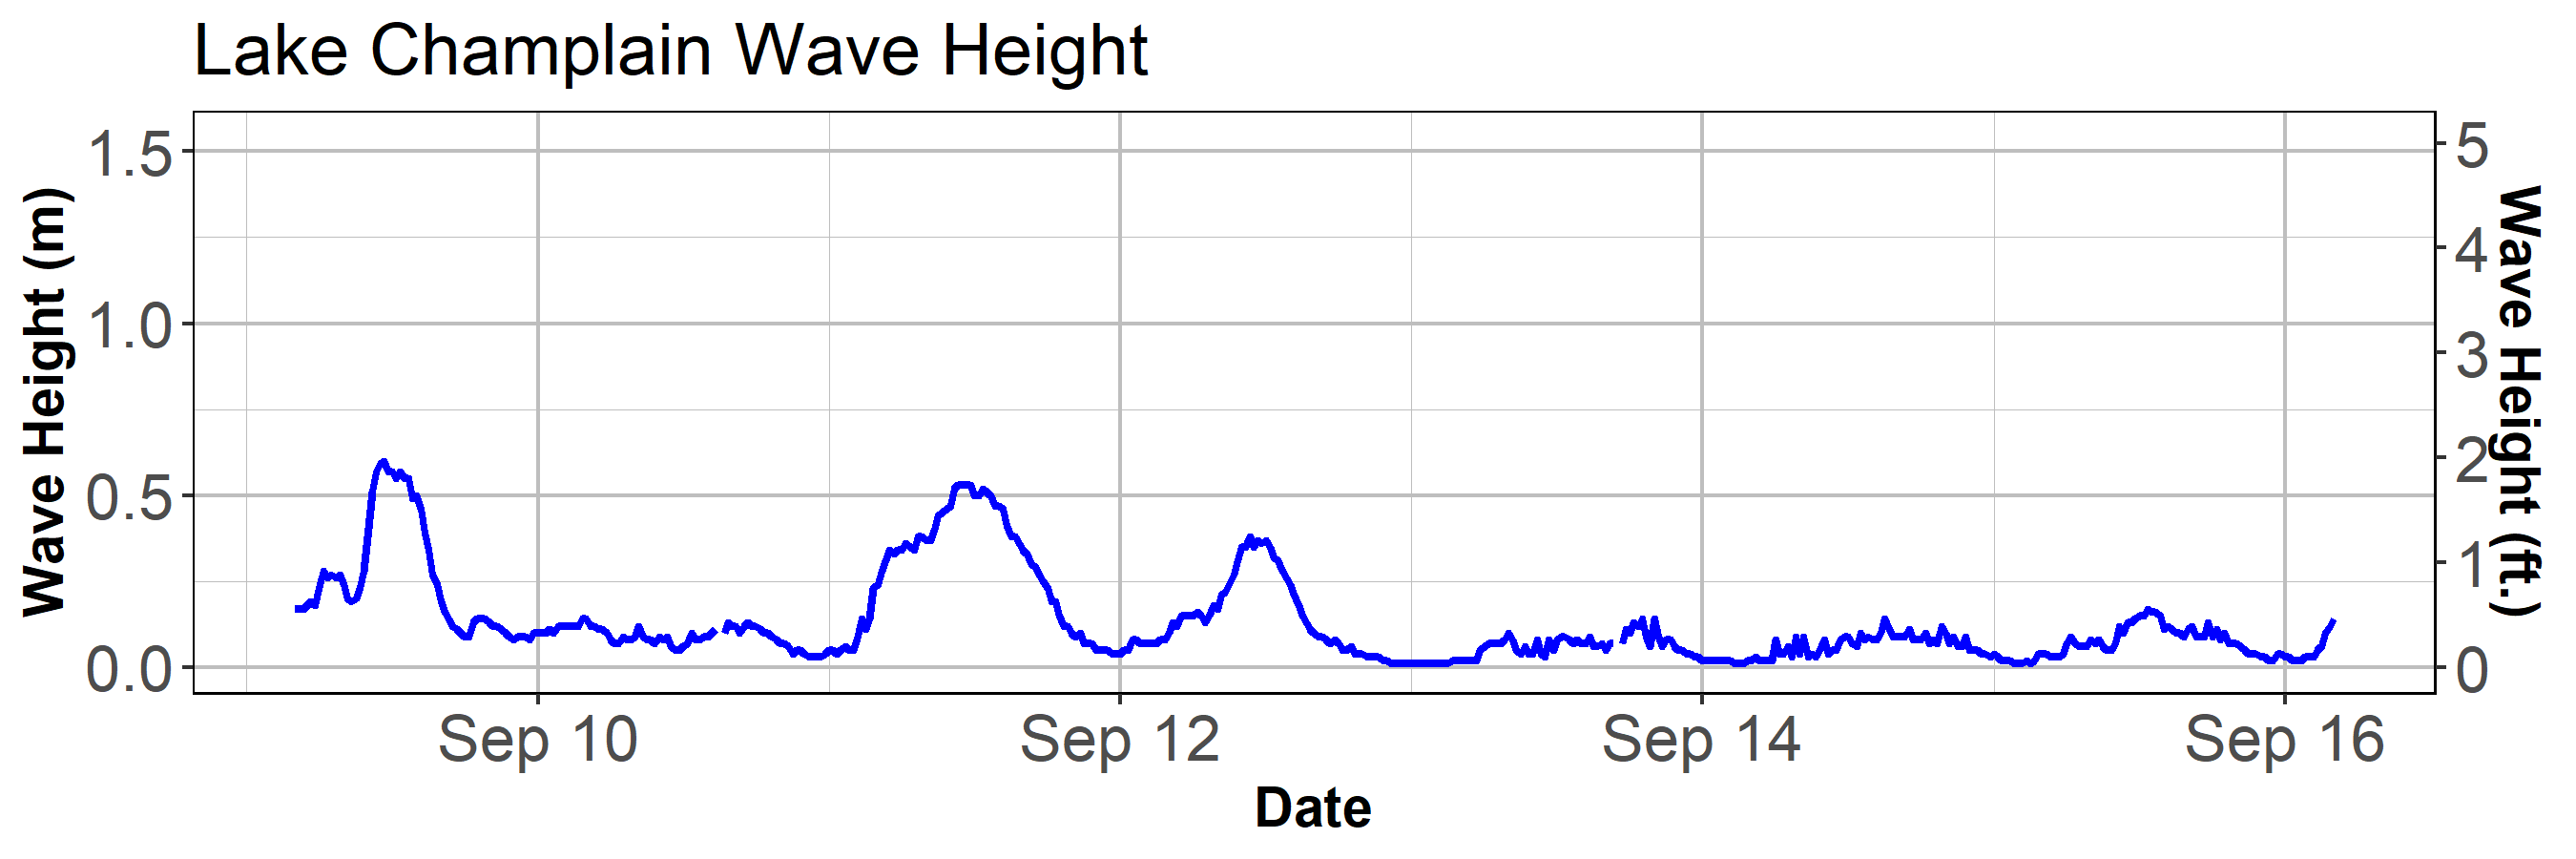 Lake Champlain Wave Height
Wave Height (m)
1.5
1.0
0.5
0.0
5
4
3
2
1
0
Wave Height (ft.)
Sep 10
Sep 12
Sep 14
Sep 16
Date